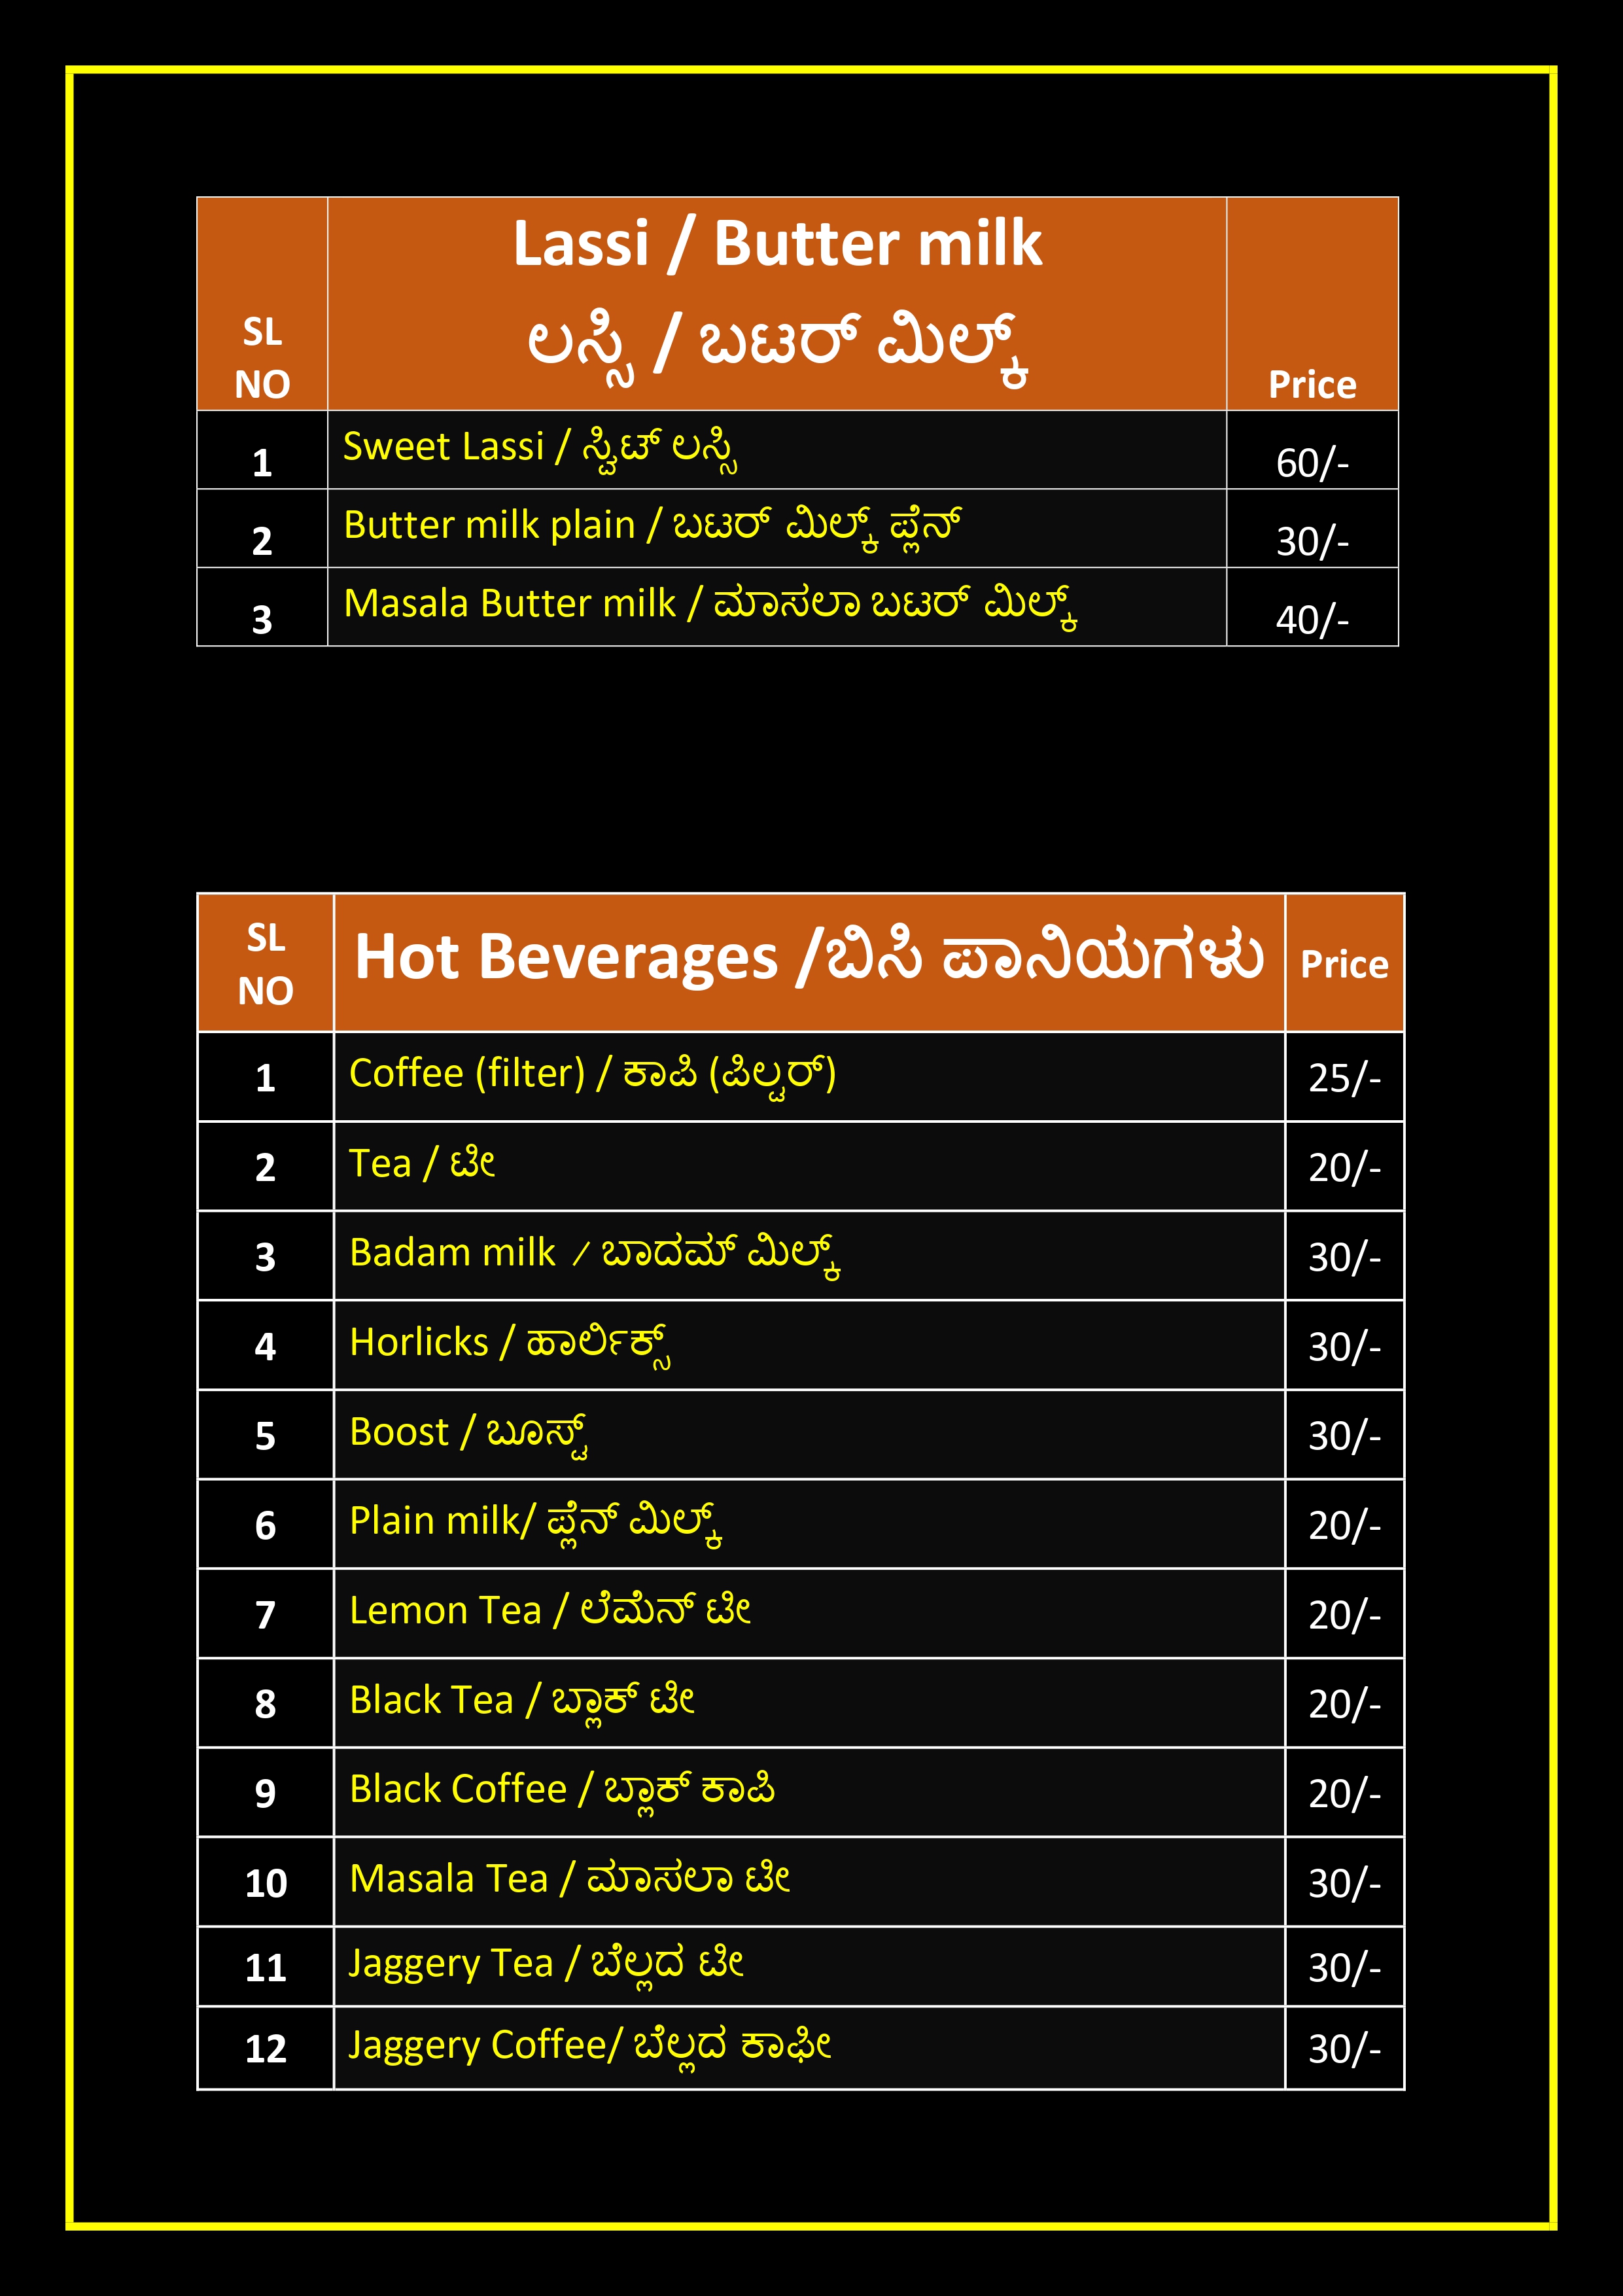 Lassi / Butter milk
ಲಸ್ಸಿ / ಬಟರ್ ಮಿಲ್ಕ್
SL
NO
Price
1 Sweet Lassi / ಸ್ವಿಟ್ ಲಸ್ಸಿ 60/-
2 Butter milk plain / ಬಟರ್ ಮಿಲ್ಕ್ ಪ್ಲೆನ್ 30/-
3 Masala Butter milk / ಮಾಸಲಾ ಬಟರ್ ಮಿಲ್ಕ್ 40/-
SL
NO
Hot Beverages /ಬಿಸಿ ಪಾನಿಯಗಳು Price
1 Coffee (filter) / ಕಾಪಿ (ಪಿಲ್ಟರ್) 25/-
2 Tea / ಟೀ 20/-
3 Badam milk / ಬಾದಮ್ ಮಿಲ್ಕ್ 30/-
4 Horlicks / ಹಾರ್ಲಿಕ್ಸ್ 30/-
5 Boost / ಬೂಸ್ಟ್ 30/-
6 Plain milk/ ಪ್ಲೆನ್ ಮಿಲ್ಕ್ 20/-
7 Lemon Tea / ಲೆಮೆನ್ ಟೀ 20/-
8 Black Tea / ಬ್ಲಾಕ್ ಟೀ 20/-
9 Black Coffee / ಬ್ಲಾಕ್ ಕಾಪಿ 20/-
10 Masala Tea / ಮಾಸಲಾ ಟೀ 30/-
11 Jaggery Tea / ಬೆಲ್ಲದ ಟೀ 30/-
12 Jaggery Coffee/ ಬೆಲ್ಲದ ಕಾಫೀ 30/-